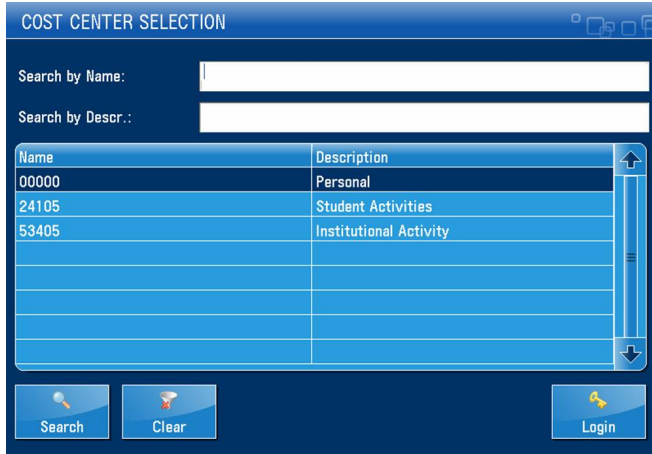 COST CENTER SELECTION
Search by Name:
Search by Descr.:
Name Description
00000 Personal
24105 Student Activities
53405 Institutional Activity
Search Clear Login